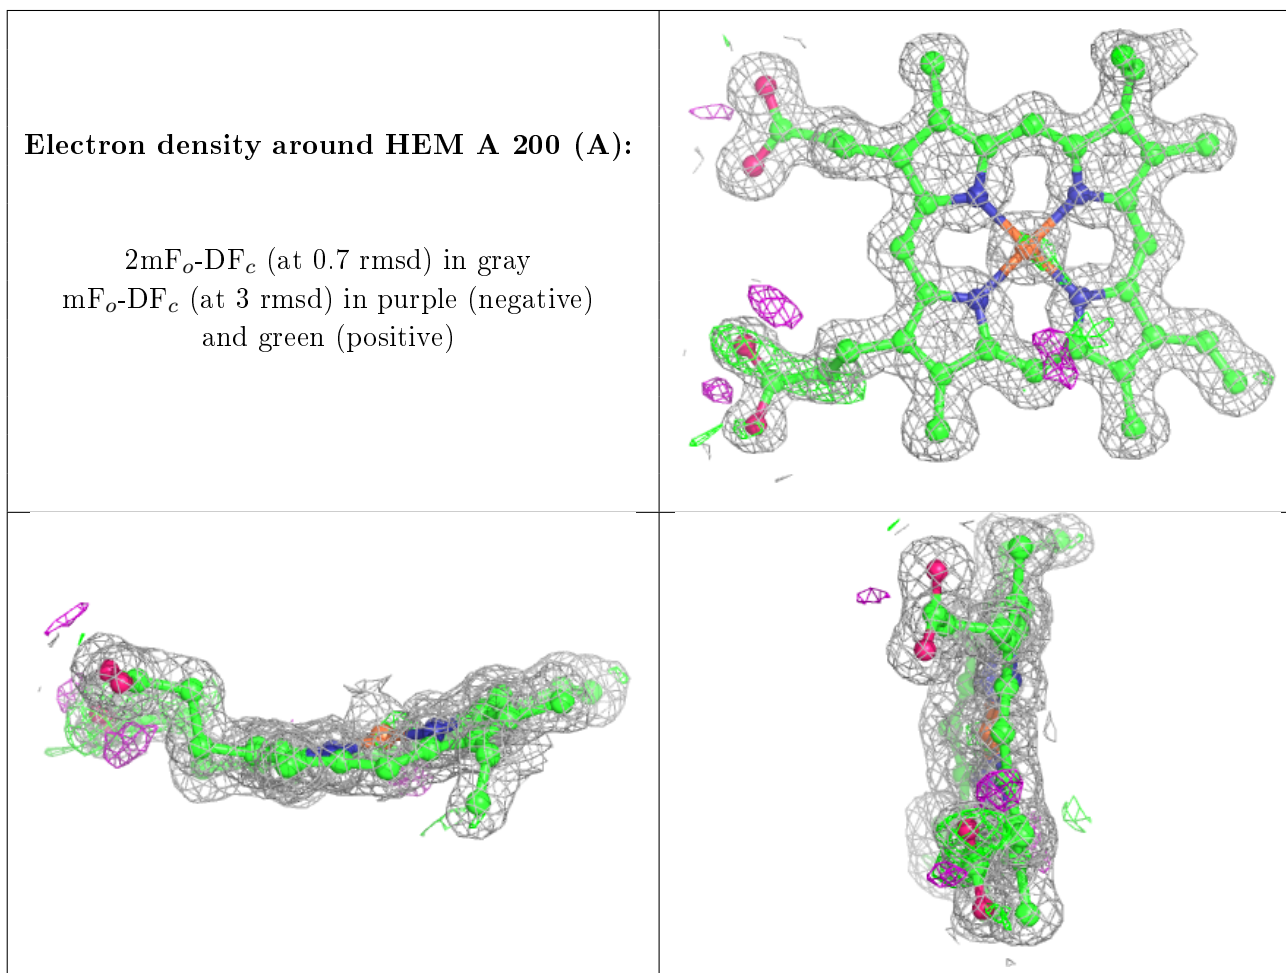 Electron density around HEM A 200 (A):
2mFo-DFc (at 0.7 rmsd) in gray
mFo-DFc (at 3 rmsd) in purple (negative)
and green (positive)